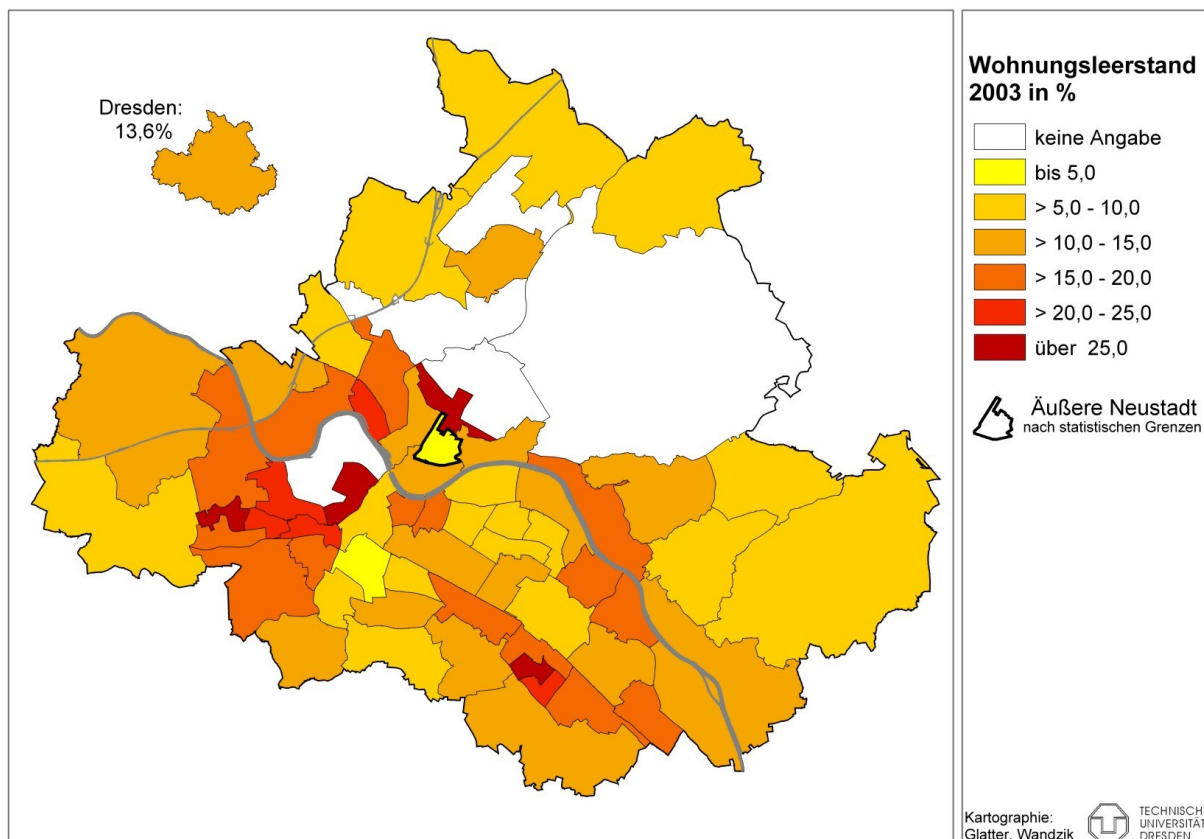 Dresden:
13,6%
Wohnungsleerstand
2003 in %
keine Angabe
bis 5,0
> 5,0 - 10,0
> 10,0 - 15,0
> 15,0 - 20,0
> 20,0 - 25,0
über 25,0
Äußere Neustadt
nach statistischen Grenzen
Kartographie:
Glatter, Wandzik
TECHNISCH
UNIVERSITÄT
DRESDEN